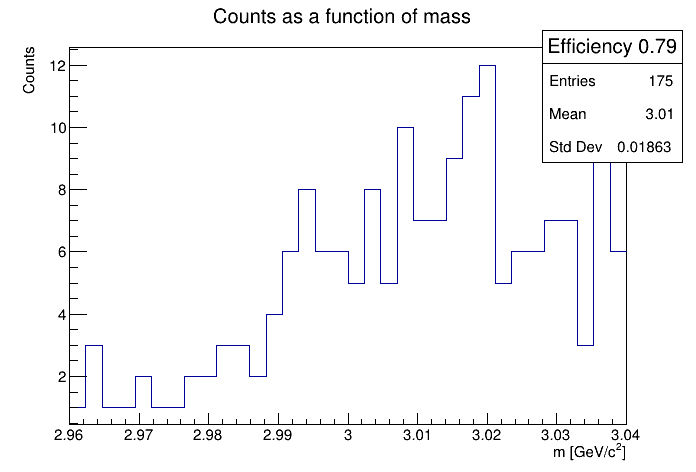 Counts as a function of mass
Efficiency 0.79
Entries 175
Mean 3.01
Std Dev 0.01863
Counts
12
10
8
6
4
2
2.96 2.97 2.98 2.99 3 3.01 3.02 3.03 3.04
m [GeV/c²]